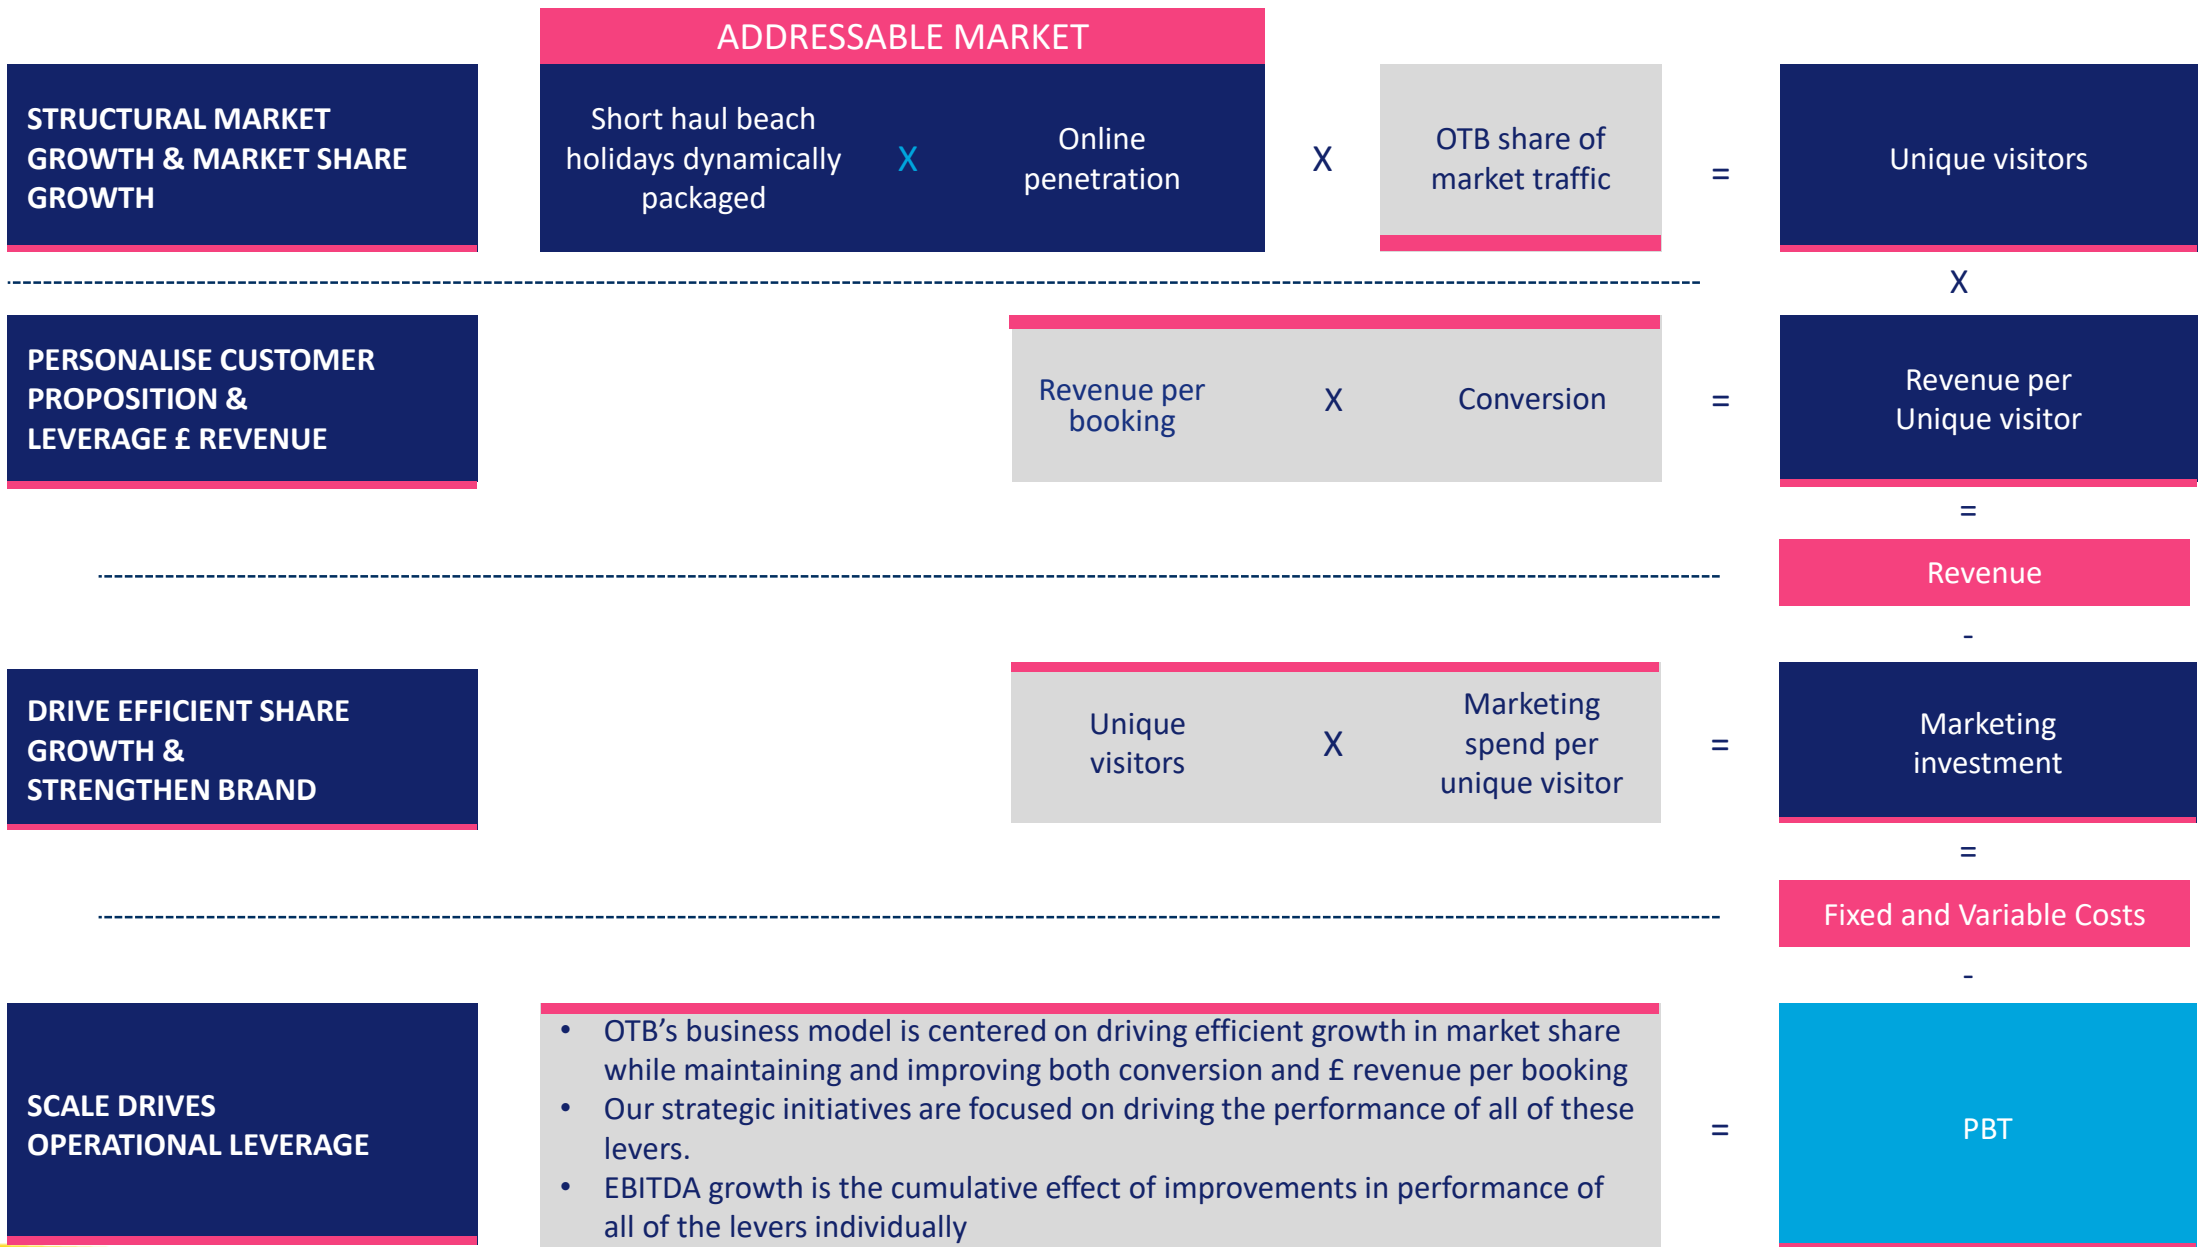 ADDRESSABLE MARKET
STRUCTURAL MARKET
GROWTH & MARKET SHARE
GROWTH
Short haul beach
holidays dynamically
packaged
X
Online
penetration
X
OTB share of
market traffic
=
Unique visitors
X
PERSONALISE CUSTOMER
PROPOSITION &
LEVERAGE £ REVENUE
Revenue per
booking
X
Conversion
=
Revenue per
Unique visitor
=
Revenue
-
DRIVE EFFICIENT SHARE
GROWTH &
STRENGTHEN BRAND
Unique
visitors
X
Marketing
spend per
unique visitor
=
Marketing
investment
=
Fixed and Variable Costs
-
SCALE DRIVES
OPERATIONAL LEVERAGE
• OTB’s business model is centered on driving efficient growth in market share
while maintaining and improving both conversion and £ revenue per booking
• Our strategic initiatives are focused on driving the performance of all of these
levers.
• EBITDA growth is the cumulative effect of improvements in performance of
all of the levers individually
=
PBT